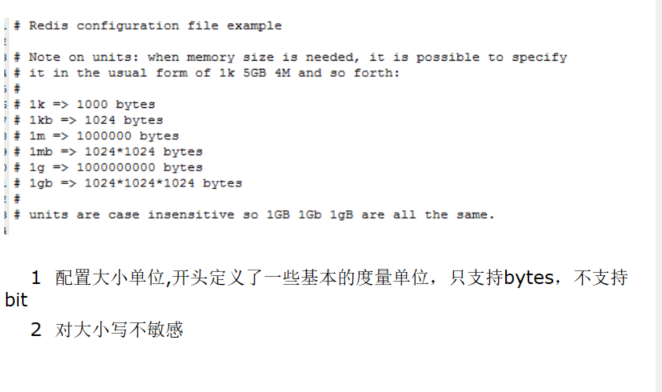 # Redis configuration file example
# Note on units: when memory size is needed, it is possible to specify
# it in the usual form of 1k 5GB 4M and so forth:
#
# 1k => 1000 bytes
# 1kb => 1024 bytes
# 1m => 1000000 bytes
# 1mb => 1024*1024 bytes
# 1g => 1000000000 bytes
# 1gb => 1024*1024*1024 bytes
#
# units are case insensitive so 1GB 1Gb 1gB are all the same.
1 配置大小单位,开头定义了一些基本的度量单位，只支持bytes，不支持
bit
2 对大小写不敏感